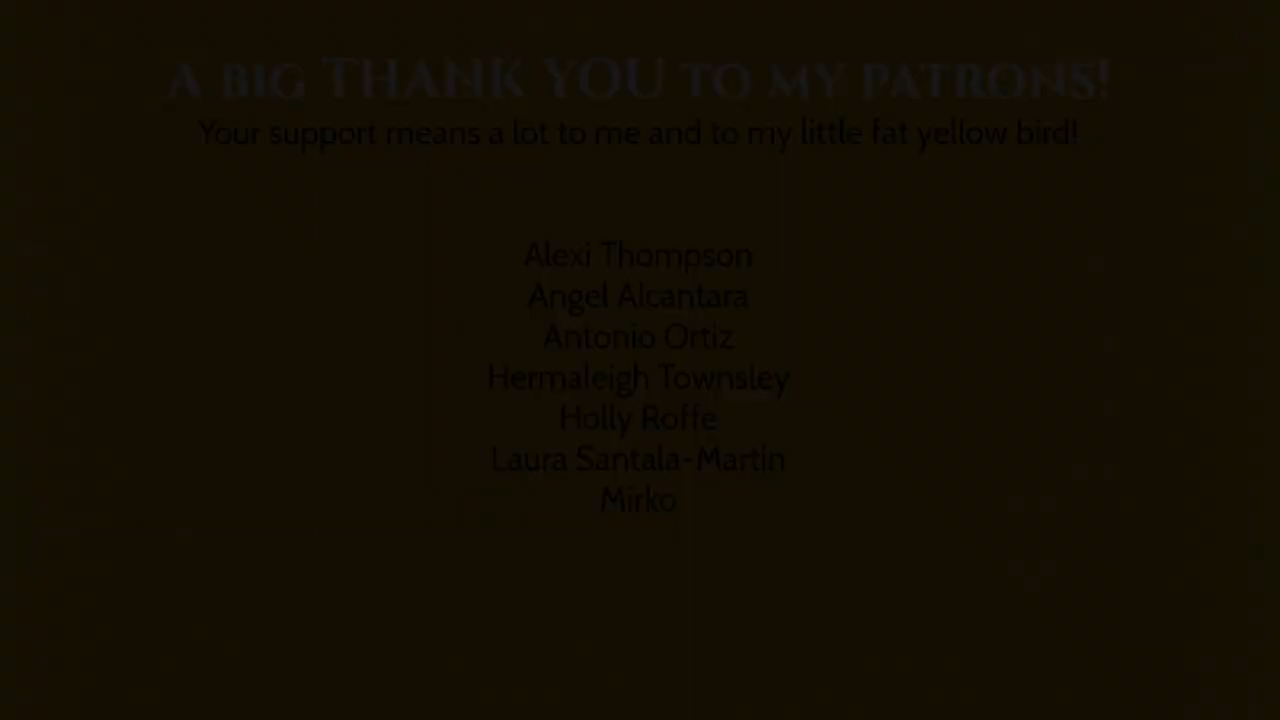 A BIG THANK YOU TO MY PATRONS!
Your support means a lot to me and to my little fat yellow bird!
Alexi Thompson
Angel Alcantara
Antonio Ortiz
Hermaleigh Townsley
Holly Roffe
Laura Santala-Martin
Mirko